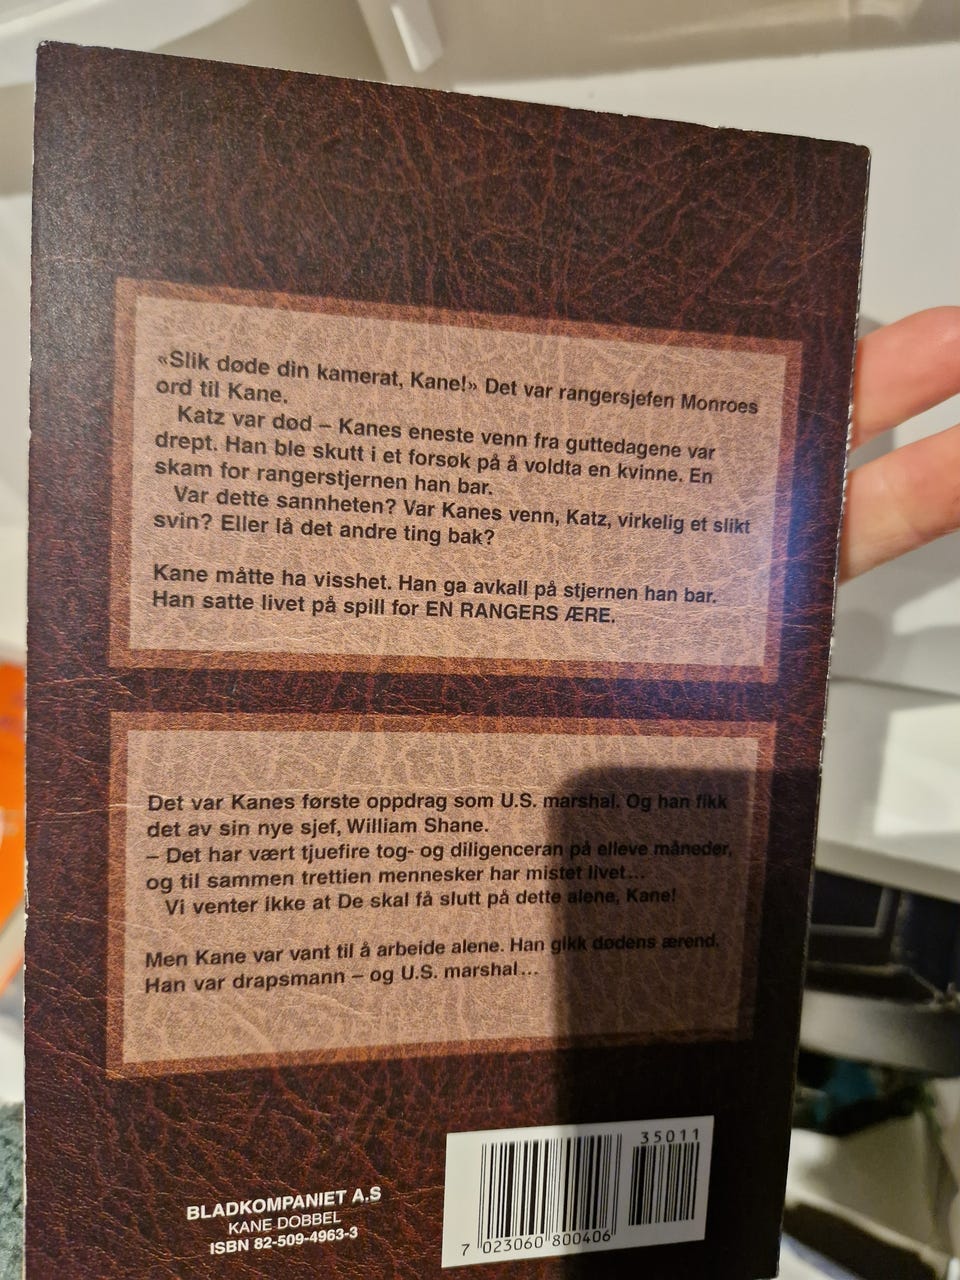 «Slik døde din kamerat, Kane!» Det var rangersjefen Monroes
ord til Kane.
Katz var død – Kanes eneste venn fra guttedagene var
drept. Han ble skutt i et forsøk på å voldta en kvinne. En
skam for rangerstjernen han bar.
Var dette sannheten? Var Kanes venn, Katz, virkelig et slikt
svin? Eller lå det andre ting bak?
Kane måtte ha visshet. Han ga avkall på stjernen han bar.
Han satte livet på spill for EN RANGERS ÆRE.
Det var Kanes første oppdrag som U.S. marshal. Og han fikk
det av sin nye sjef, William Shane.
– Det har vært tjuefire tog- og diligenceran på elleve måneder,
og til sammen trettien mennesker har mistet livet...
Vi venter ikke at De skal få slutt på dette alene, Kane!
Men Kane var vant til å arbeide alene. Han gikk dødens ærend.
Han var drapsmann – og U.S. marshal...
BLADKOMPANIET A.S
KANE DOBBEL
ISBN 82-509-4963-3
35011
7 023060 800406